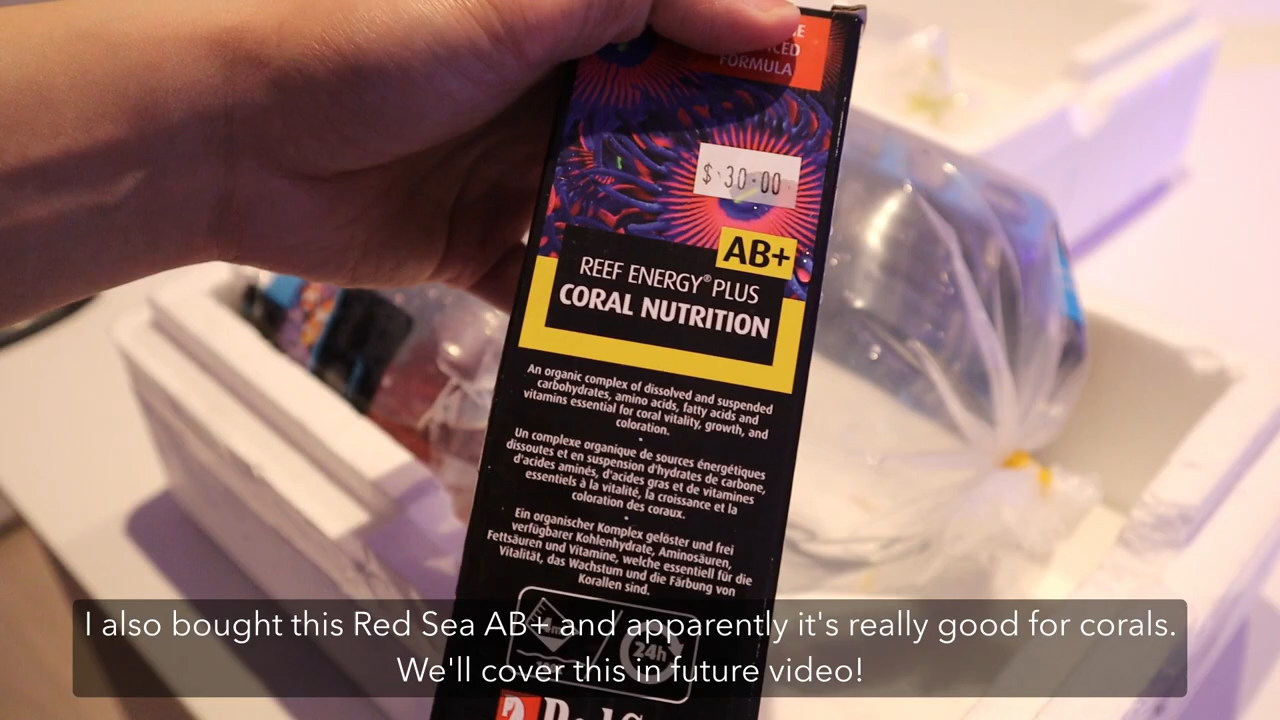 FORMULA
$ 30.00
AB+
REEF ENERGY® PLUS
CORAL NUTRITION
An organic complex of dissolved and suspended
carbohydrates, amino acids, fatty acids and
vitamins essential for coral vitality, growth, and
coloration.
Un complexe organique de sources énergétiques
dissoutes et en suspension d'hydrates de carbone,
d'acides aminés, d'acides gras et de vitamines
essentiels à la vitalité, la croissance et la
coloration des coraux.
Ein organischer Komplex gelöster und frei
verfügbarer Kohlenhydrate, Aminosäuren,
Fettsäuren und Vitamine, welche essentiell für die
Vitalität, das Wachstum und die Färbung von
Korallen sind.
24h
I also bought this Red Sea AB+ and apparently it's really good for corals.
We'll cover this in future video!